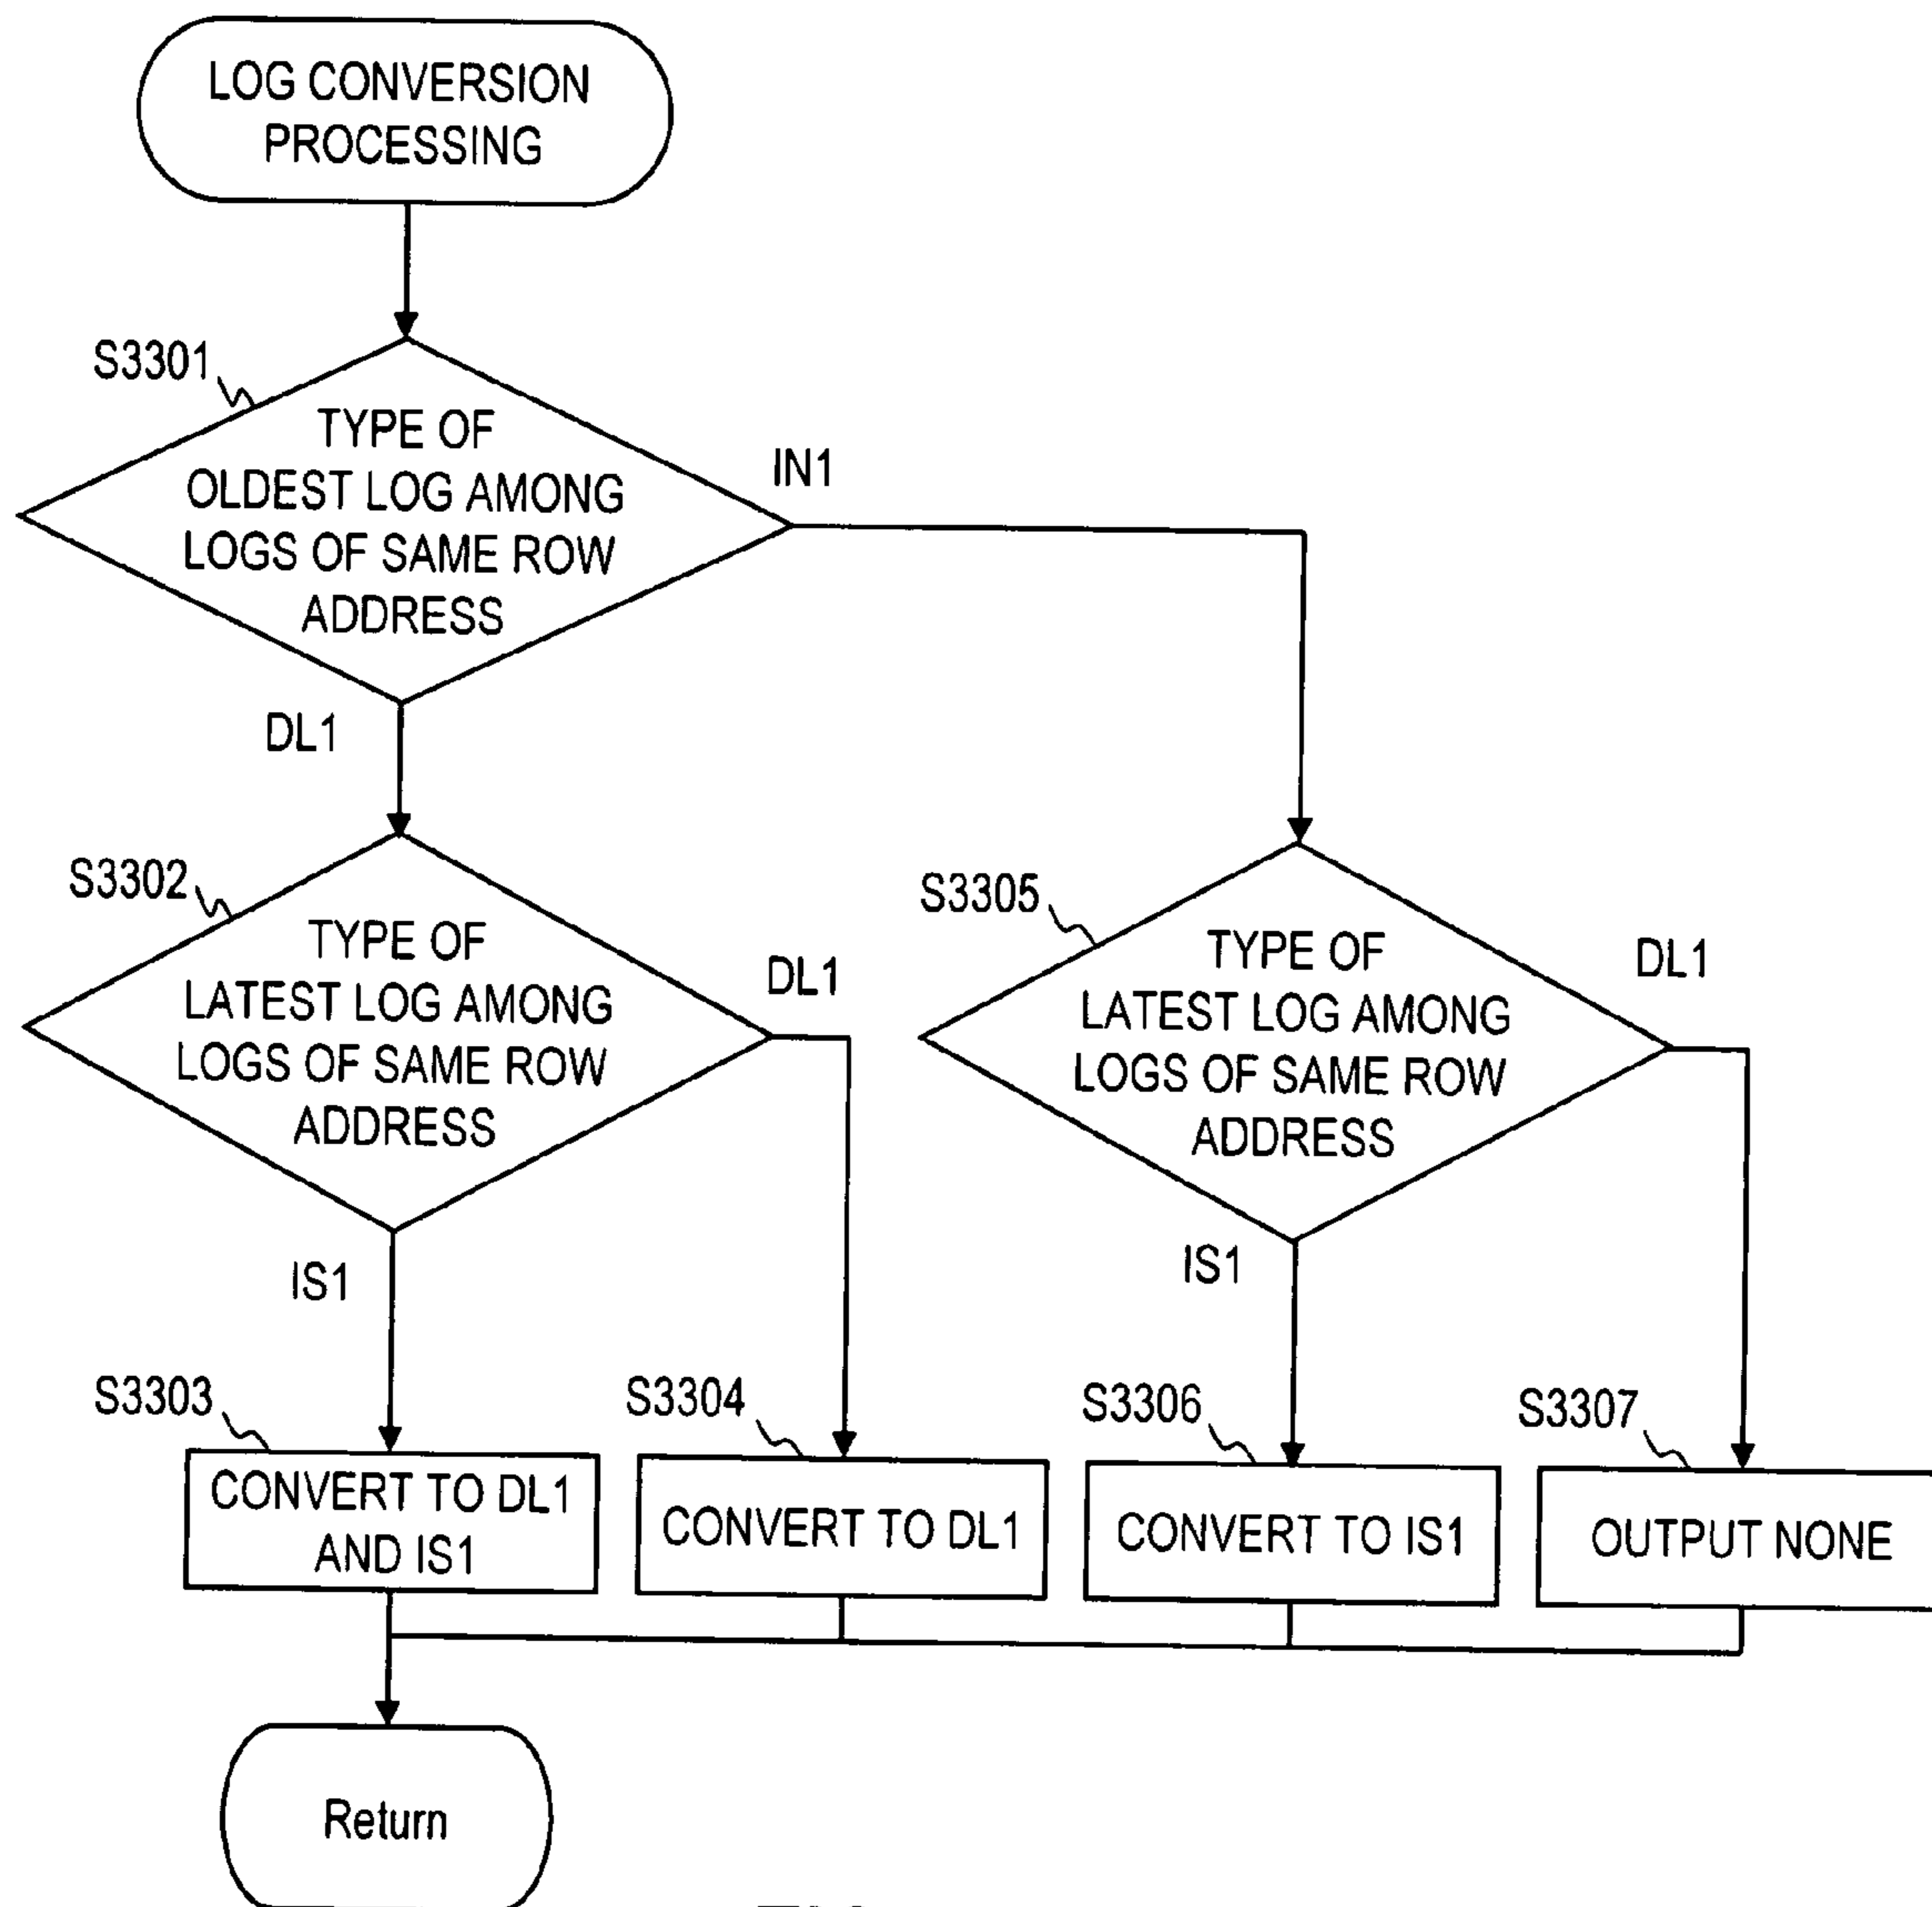 LOG CONVERSION
PROCESSING
S3301
TYPE OF
OLDEST LOG AMONG
LOGS OF SAME ROW
ADDRESS
IN1
DL1
S3302
TYPE OF
LATEST LOG AMONG
LOGS OF SAME ROW
ADDRESS
DL1
IS1
S3305
TYPE OF
LATEST LOG AMONG
LOGS OF SAME ROW
ADDRESS
DL1
IS1
S3303
CONVERT TO DL1
AND IS1
S3304
CONVERT TO DL1
S3306
CONVERT TO IS1
S3307
OUTPUT NONE
Return